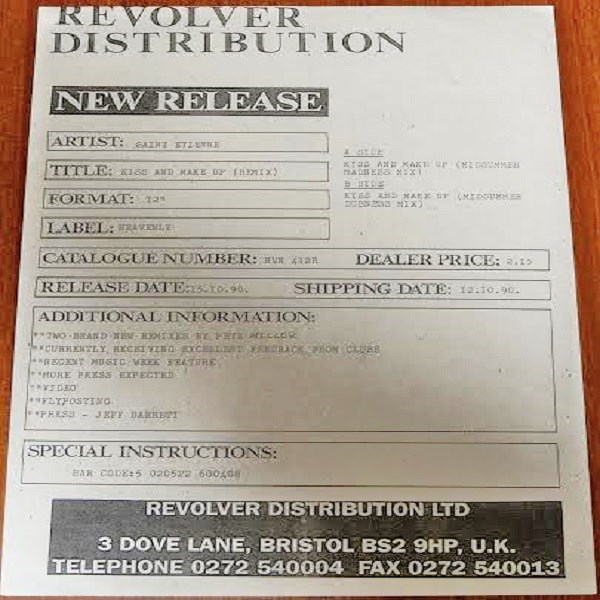 REVOLVER
DISTRIBUTION
NEW RELEASE
ARTIST: SAINT ETIENNE
A SIDE
TITLE: KISS AND MAKE UP (REMIX)
KISS AND MAKE UP (MIDSUMMER
MADNESS MIX)
B SIDE
FORMAT: 12"
KISS AND MAKE UP (MIDSUMMER
MIX)
LABEL: HEAVENLY
CATALOGUE NUMBER: HVN 412R DEALER PRICE:
RELEASE DATE: 15.10.90. SHIPPING DATE: 12.10.90.
ADDITIONAL INFORMATION:
**TWO BRAND NEW REMIXES BY PETE
**CURRENTLY RECEIVING EXCELLENT FEEDBACK FROM CLUBS
**RECENT MUSIC WEEK FEATURE
**MORE PRESS EXPECTED
**VIDEO
**FLYPOSTING
**PRESS - JEFF BARRETT
SPECIAL INSTRUCTIONS:
BAR CODE:5 020522 600408
REVOLVER DISTRIBUTION LTD
3 DOVE LANE, BRISTOL BS2 9HP, U.K.
TELEPHONE 0272 540004 FAX 0272 540013